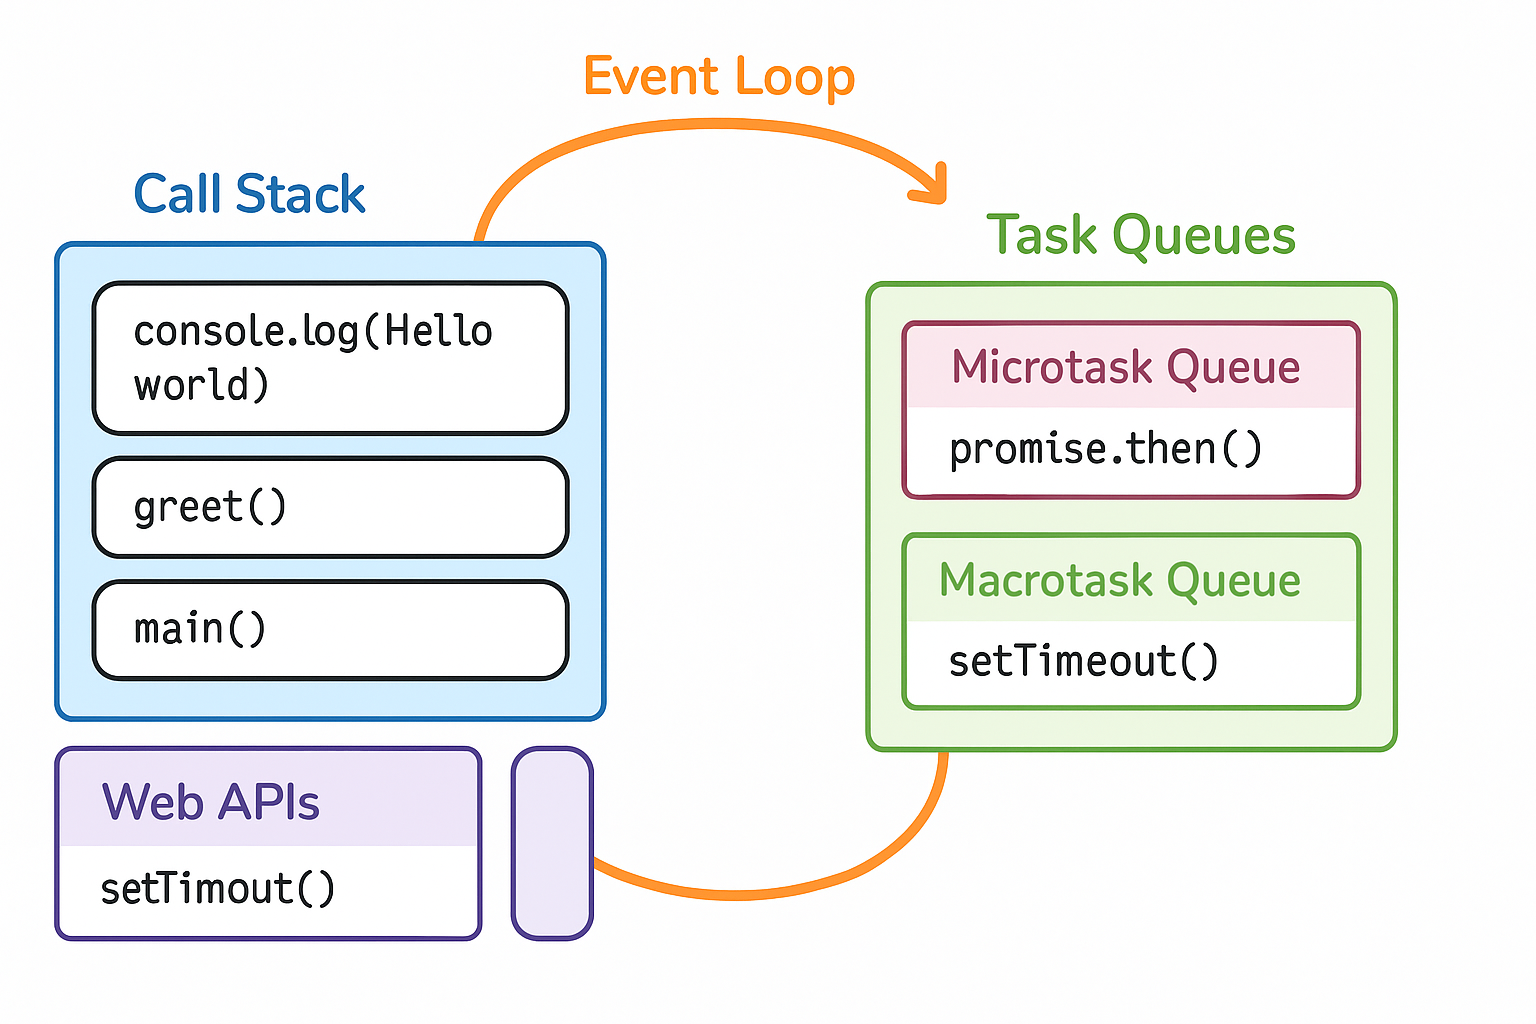 Event Loop
Call Stack
console.log(Hello
world)
greet()
main()
Web APIs
setTimout()
Task Queues
Microtask Queue
promise.then()
Macrotask Queue
setTimeout()